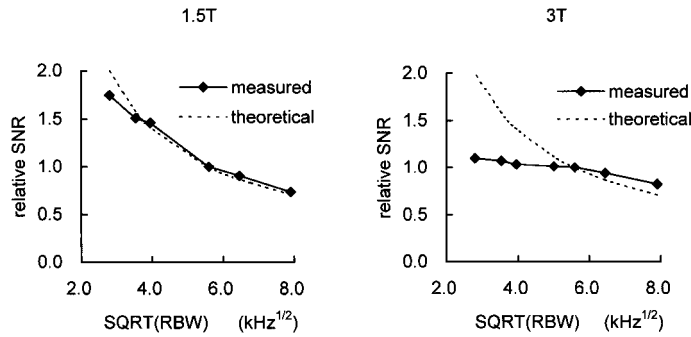 1.5T
2.0
1.5
1.0
0.5
0.0
relative SNR
measured
theoretical
2.0 4.0 6.0 8.0
SQRT(RBW) (kHz1/2)
3T
2.0
1.5
1.0
0.5
0.0
relative SNR
measured
theoretical
2.0 4.0 6.0 8.0
SQRT(RBW) (kHz1/2)